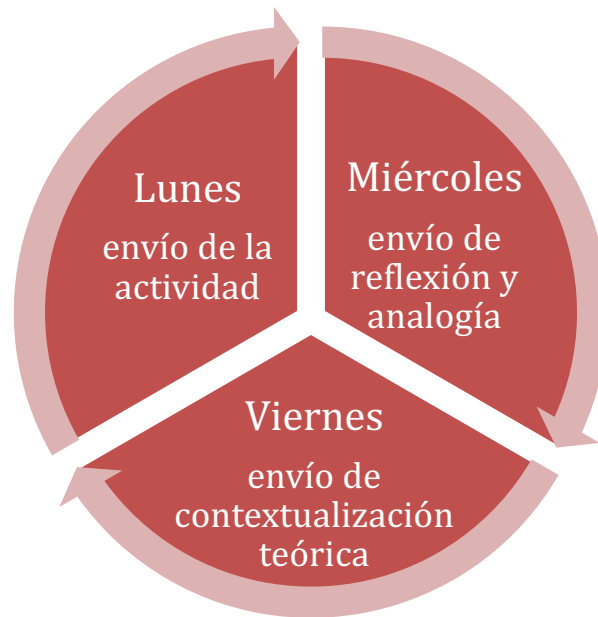 Lunes
envío de la
actividad
Miércoles
envío de
reflexión y
analogía
Viernes
envío de
contextualización
teórica